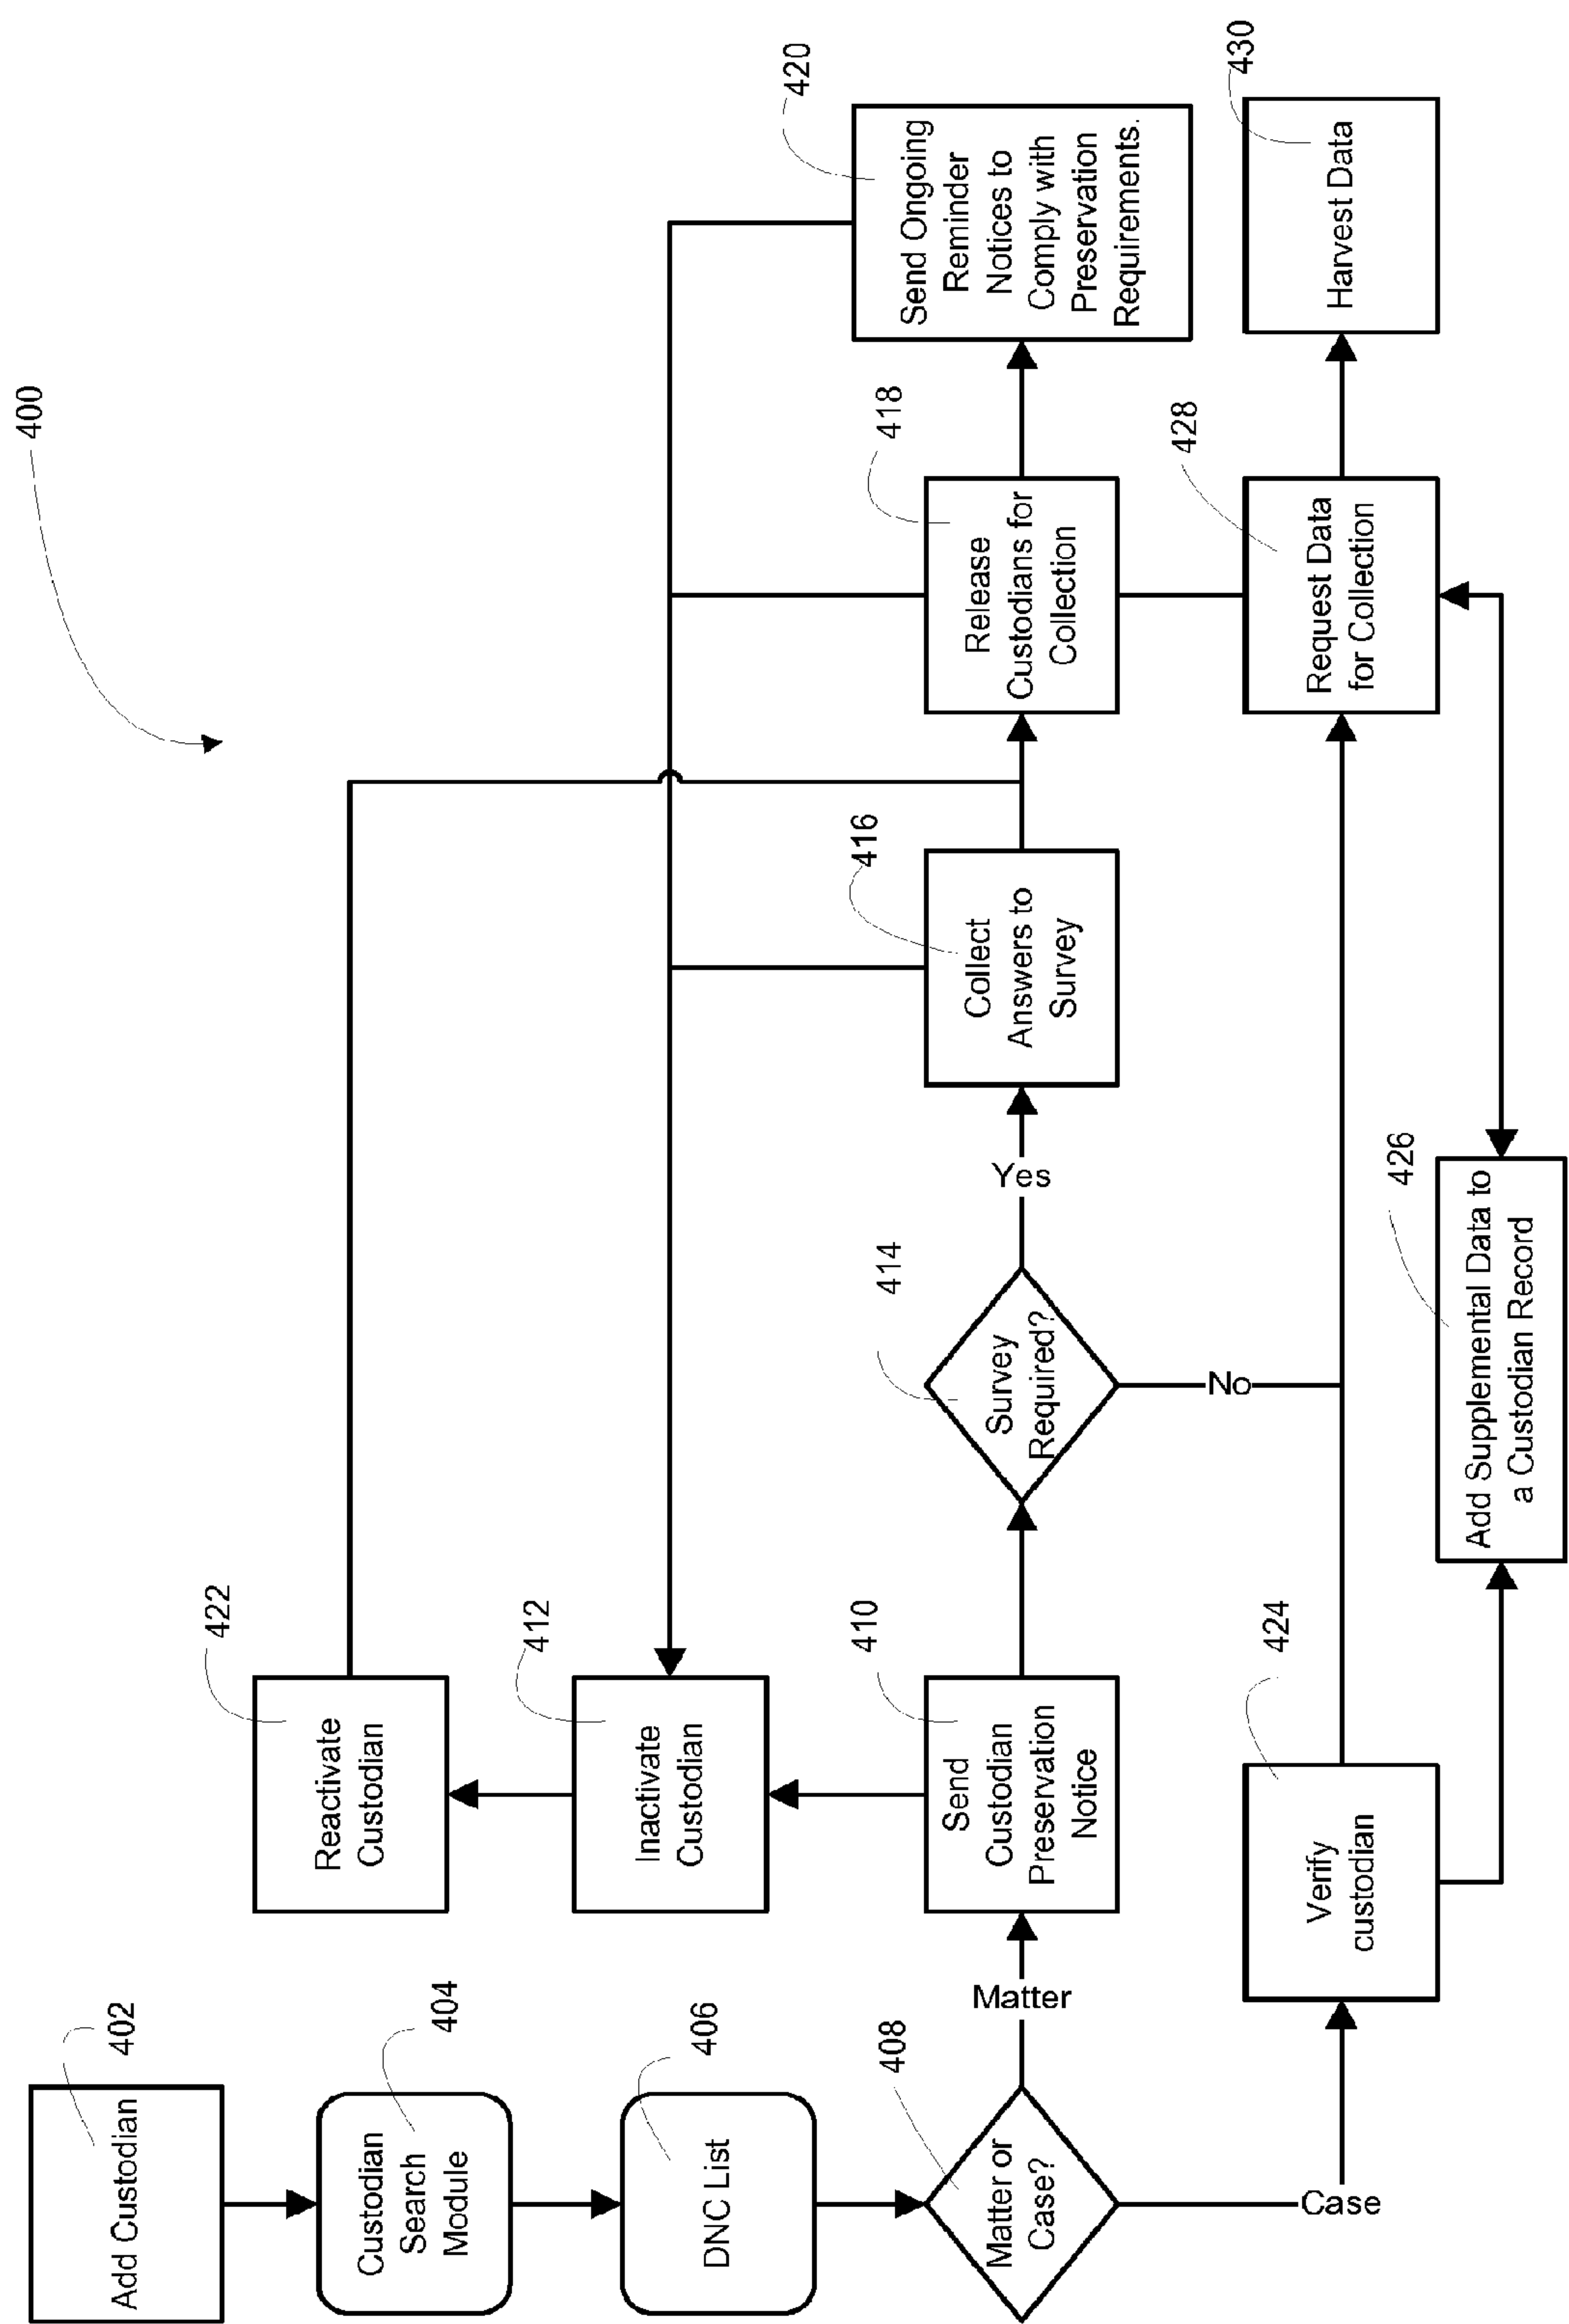 400
402
Add Custodian
404
Custodian
Search
Module
406
DNC List
408
Matter or
Case?
Matter
Case
410
Send
Custodian
Preservation
Notice
412
Inactivate
Custodian
422
Reactivate
Custodian
414
Survey
Required?
Yes
No
416
Collect
Answers to
Survey
418
Release
Custodians for
Collection
420
Send Ongoing
Reminder
Notices to
Comply with
Preservation
Requirements.
424
Verify
custodian
426
Add Supplemental Data to
a Custodian Record
428
Request Data
for Collection
430
Harvest Data